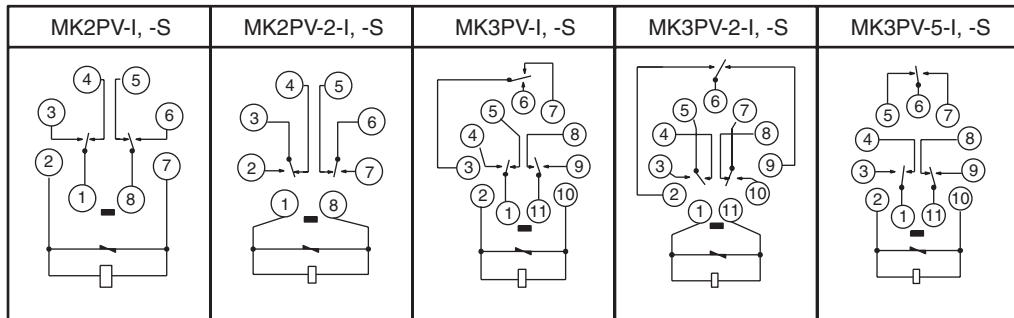 MK2PV-I, -S MK2PV-2-I, -S MK3PV-I, -S MK3PV-2-I, -S MK3PV-5-I, -S
4 5 3 6 2 7 1 8
4 5 3 6 2 7 1 8
6 7 5 4 8 3 9 2 10 1 11
6 5 7 4 8 3 9 2 10 1 11
5 6 7 4 8 3 9 2 10 1 11